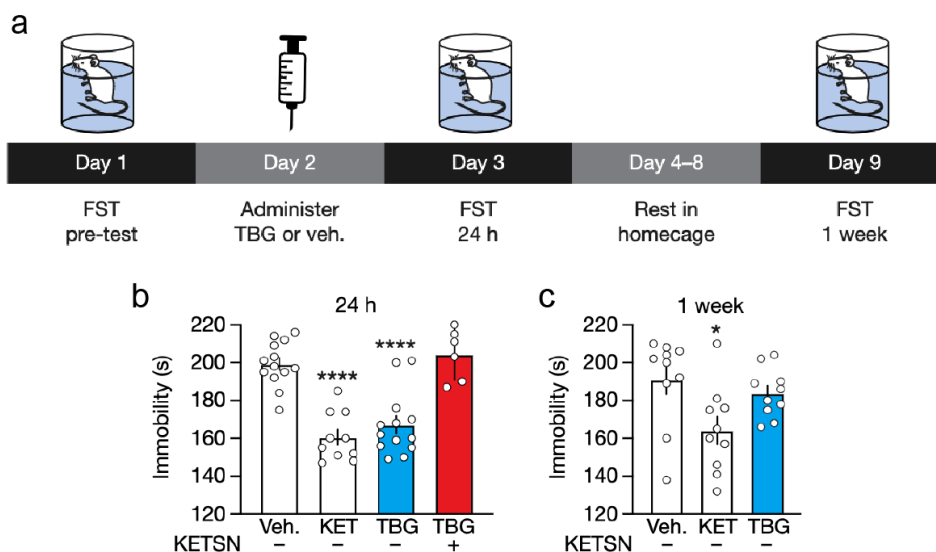 a
Day 1 Day 2 Day 3 Day 4–8 Day 9
FST Administer FST Rest in FST
pre-test TBG or veh. 24 h homecage 1 week
b
24 h
Immobility (s)
220
200
180
160
140
120
****
****
Veh. KET TBG TBG
KETSN – – – +
c
1 week
Immobility (s)
220
200
180
160
140
120
*
Veh. KET TBG
KETSN – – –